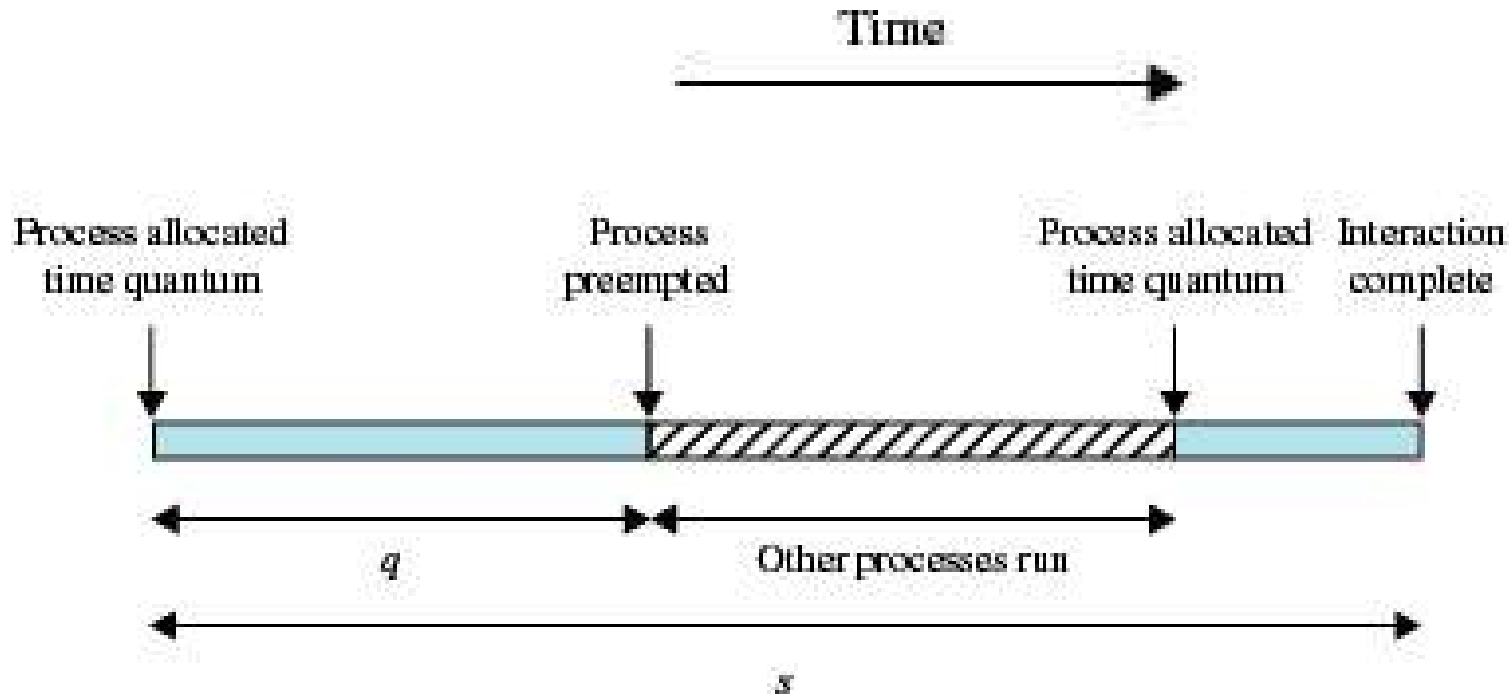 Time
Process allocated
time quantum
Process
preempted
Process allocated
time quantum
Interaction
complete
q
Other processes run
s